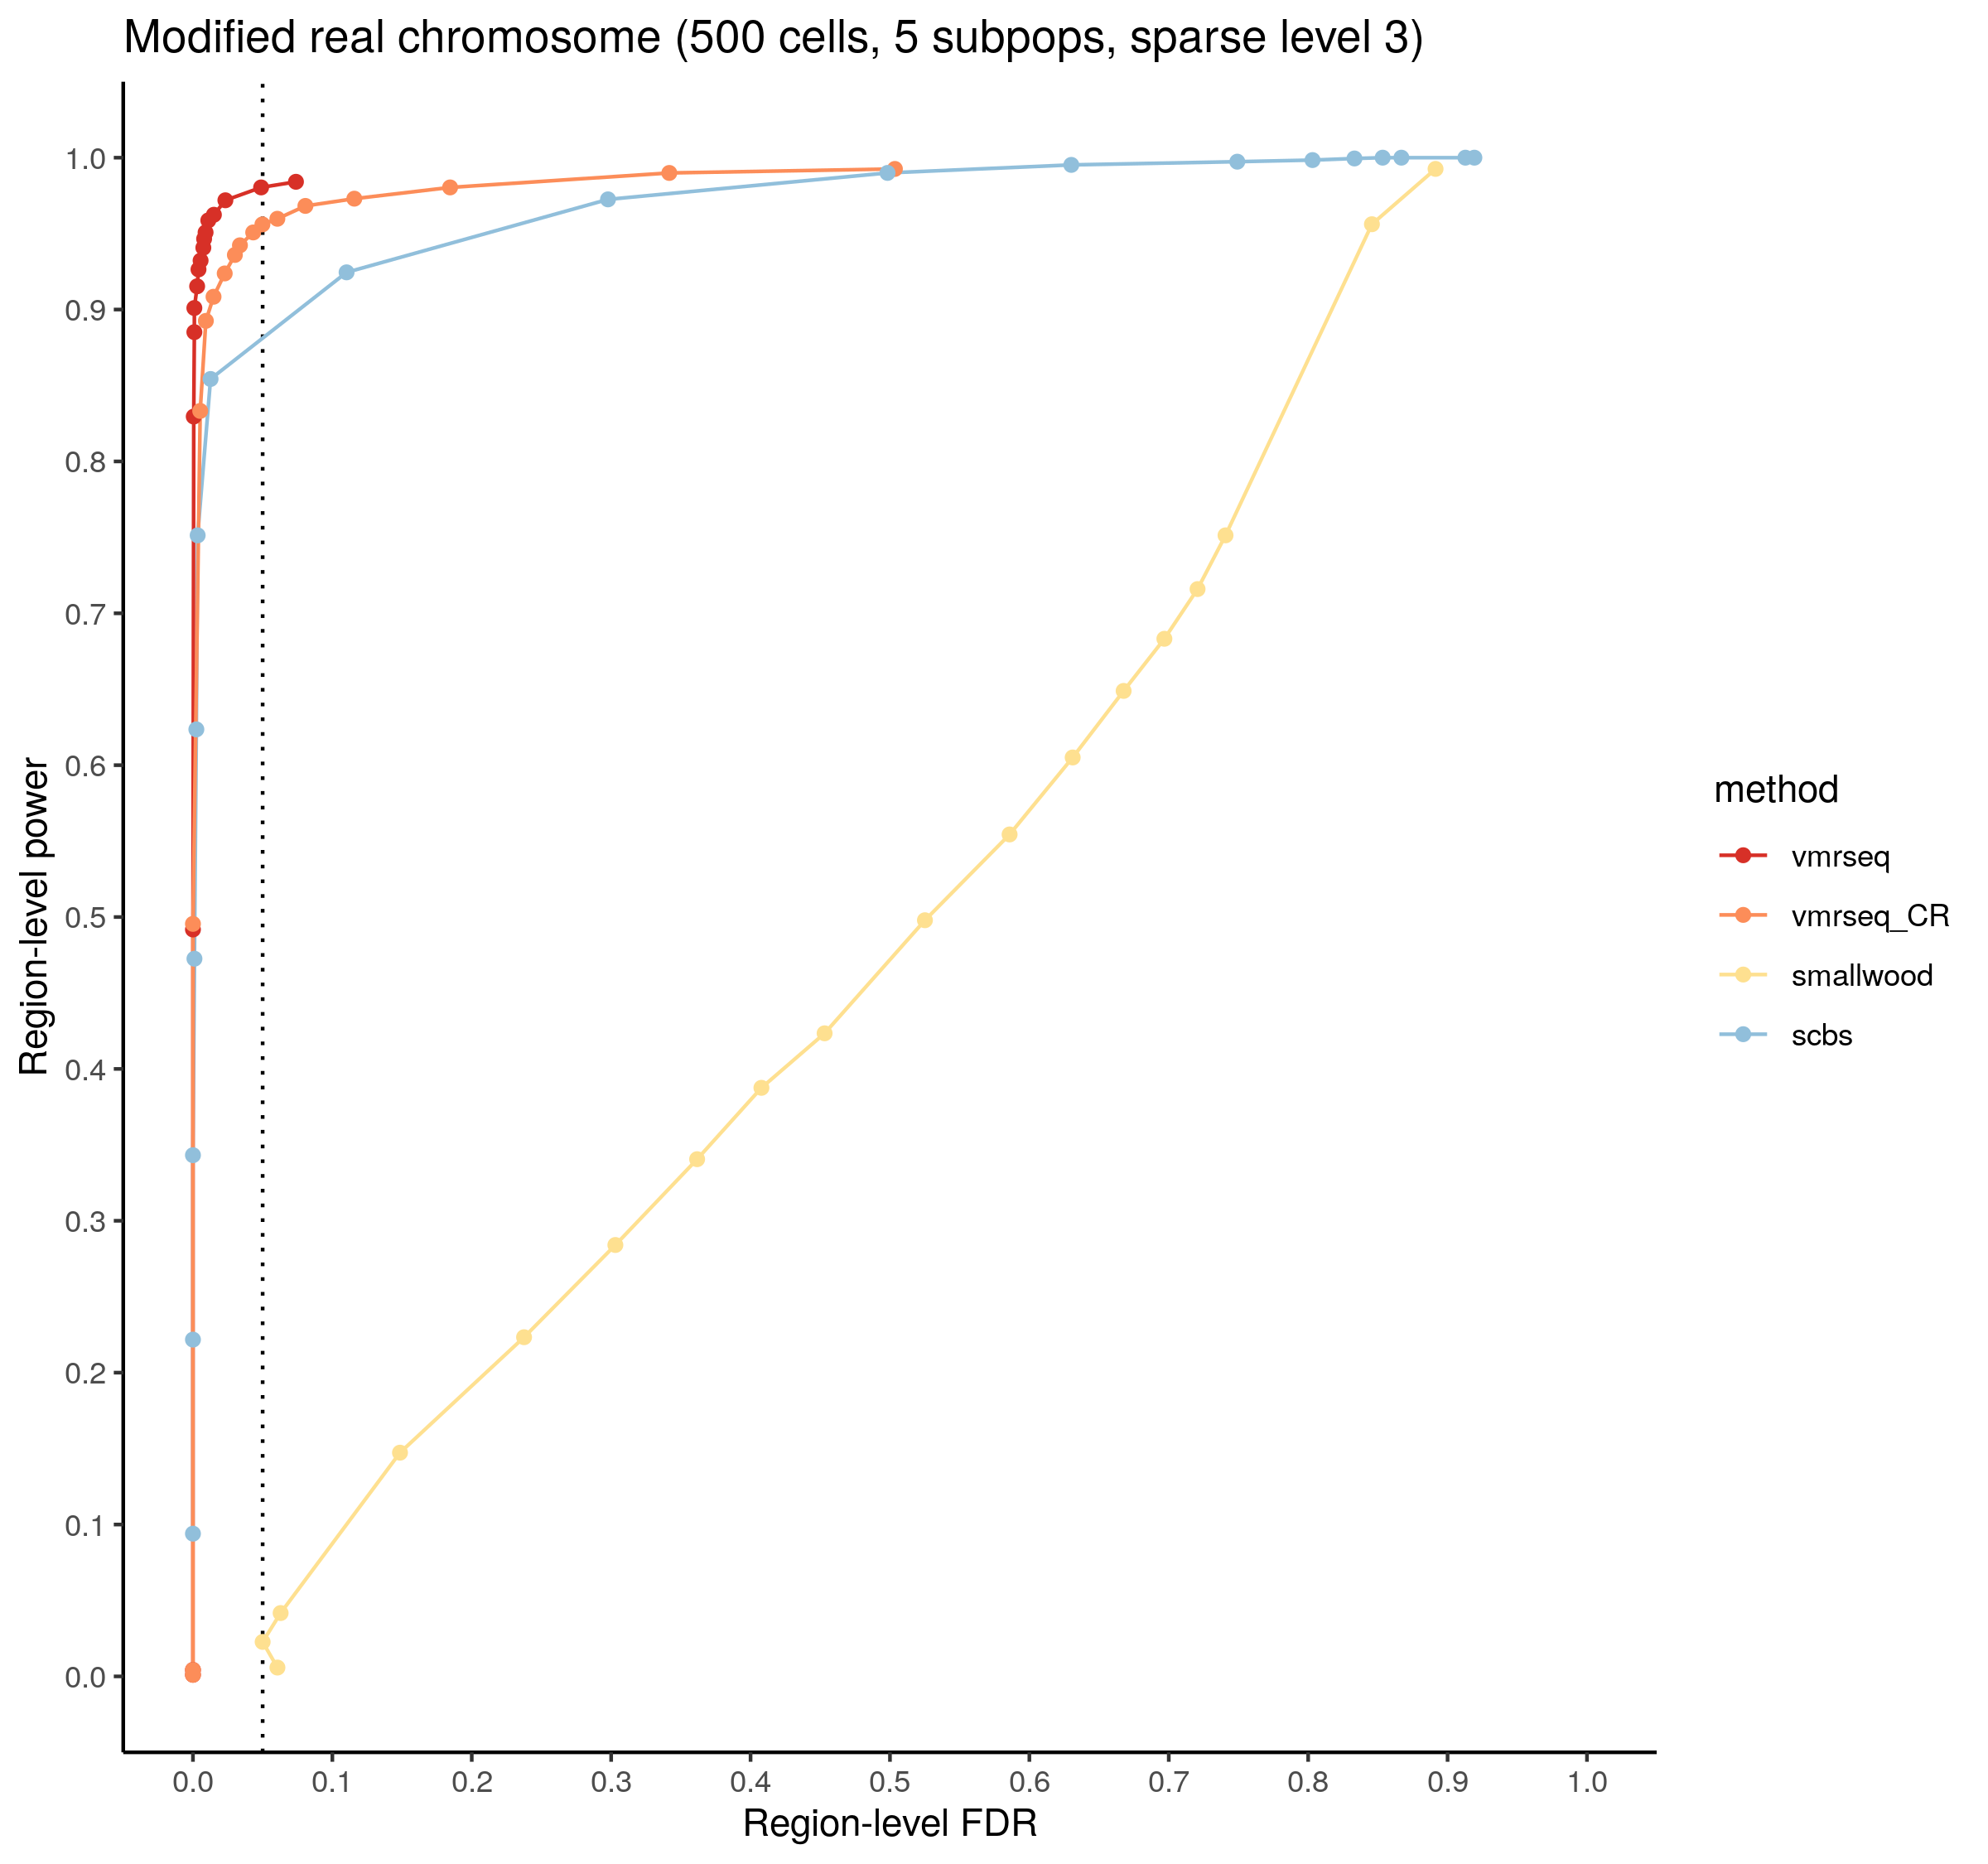 Modified real chromosome (500 cells, 5 subpops, sparse level 3)
Region-level power
1.0
0.9
0.8
0.7
0.6
0.5
0.4
0.3
0.2
0.1
0.0
0.0 0.1 0.2 0.3 0.4 0.5 0.6 0.7 0.8 0.9 1.0
Region-level FDR
method
vmrseq
vmrseq_CR
smallwood
scbs